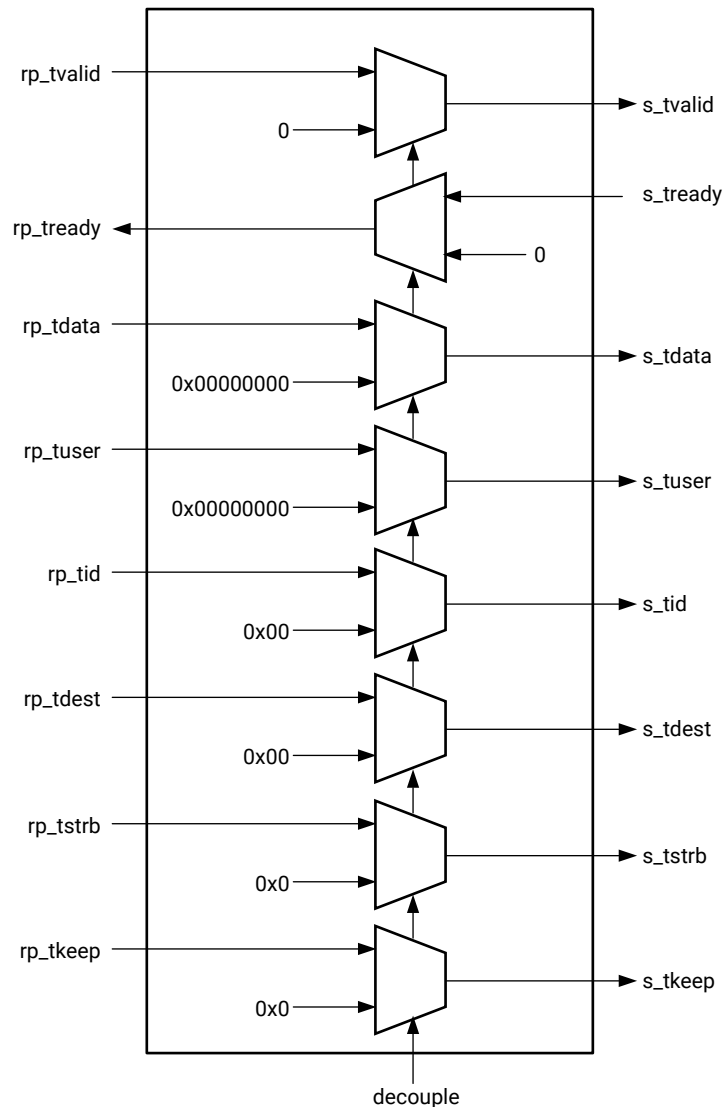 rp_tvalid
s_tvalid
0
s_tready
rp_tready
0
rp_tdata
s_tdata
0x00000000
rp_tuser
s_tuser
0x00000000
rp_tid
s_tid
0x00
rp_tdest
s_tdest
0x00
rp_tstrb
s_tstrb
0x0
rp_tkeep
s_tkeep
0x0
decouple